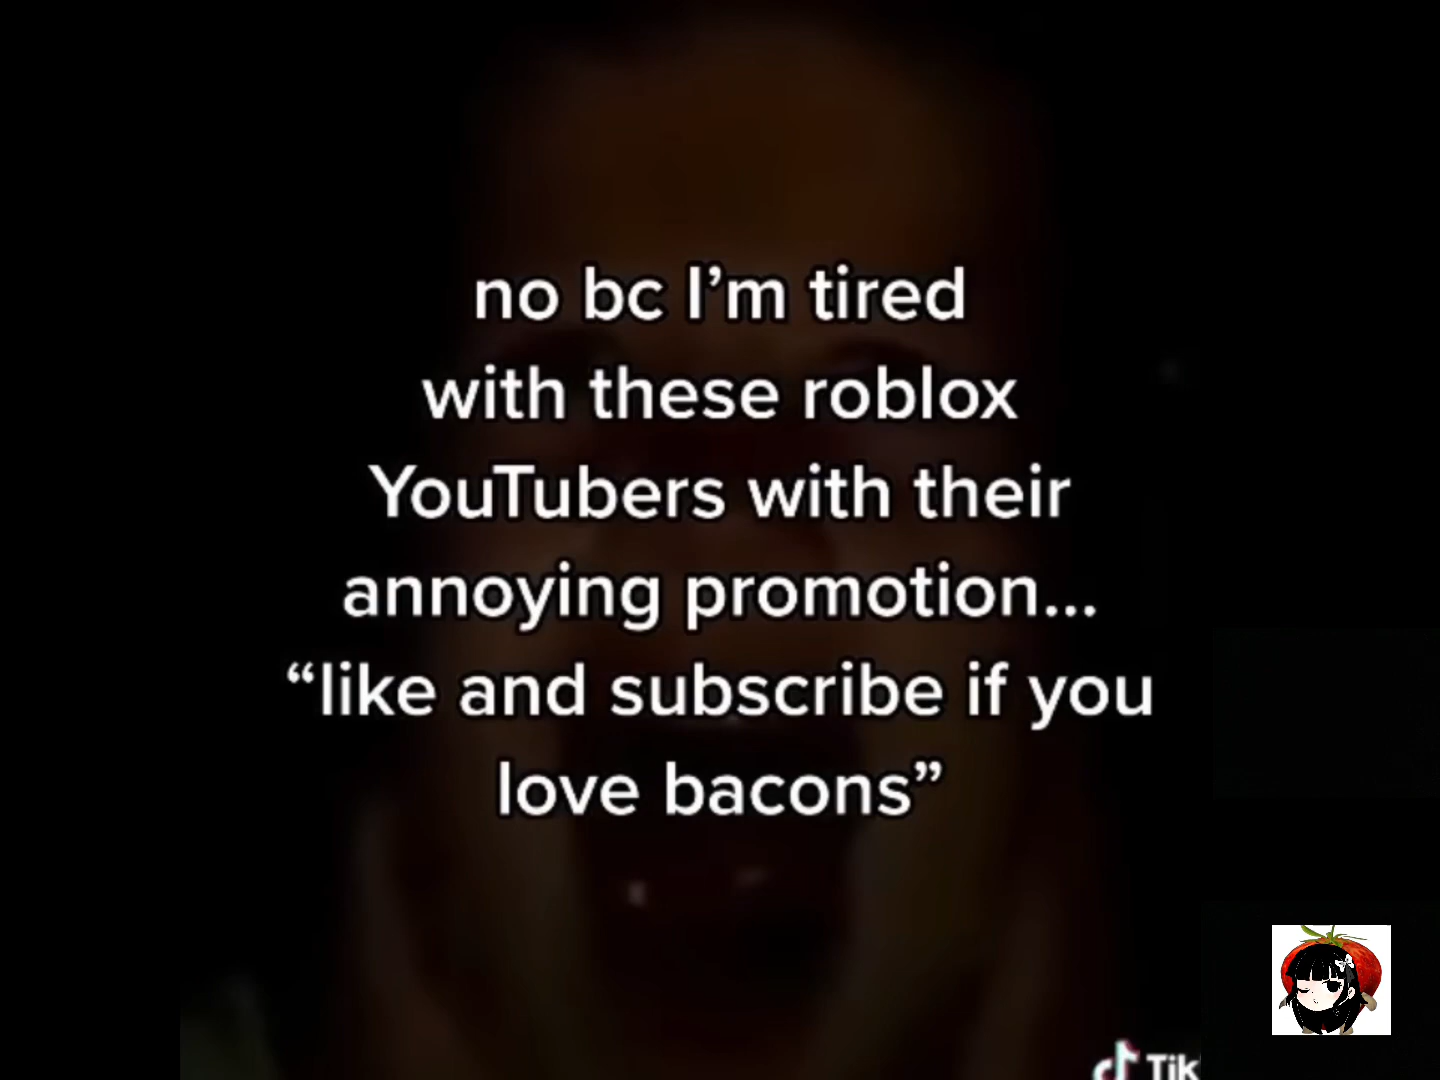 no bc I’m tired
with these roblox
YouTubers with their
annoying promotion...
“like and subscribe if you
love bacons”
Tik